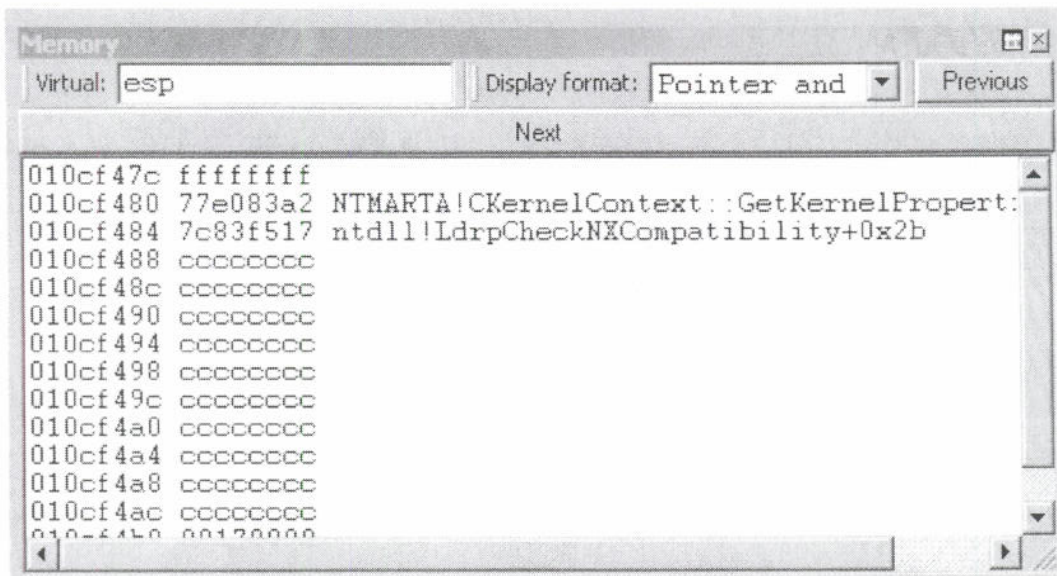 Memory
Virtual: esp Display format: Pointer and Previous
Next
010cf47c ffffffff
010cf480 77e083a2 NTMARTA!CKernelContext::GetKernelPropert
010cf484 7c83f517 ntdll!LdrpCheckNXCompatibility+0x2b
010cf488 cccccccc
010cf48c cccccccc
010cf490 cccccccc
010cf494 cccccccc
010cf498 cccccccc
010cf49c cccccccc
010cf4a0 cccccccc
010cf4a4 cccccccc
010cf4a8 cccccccc
010cf4ac cccccccc